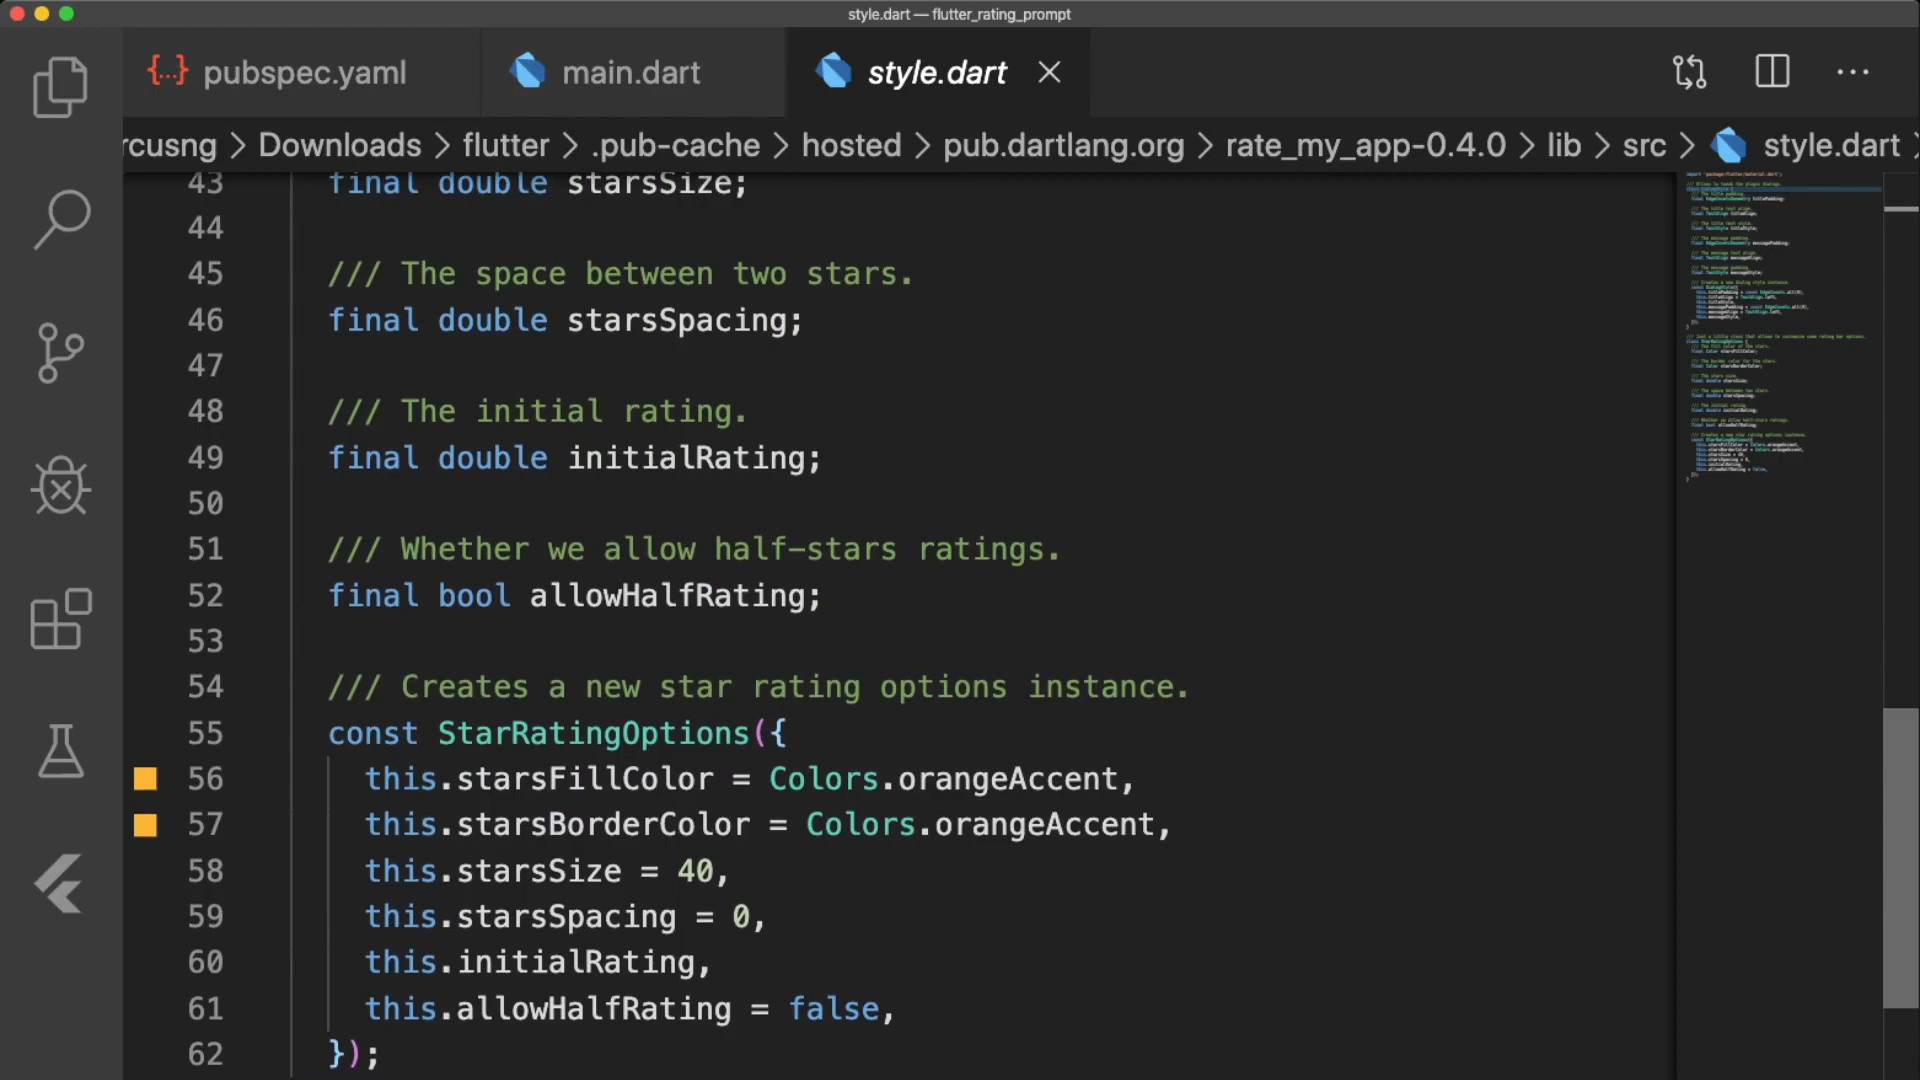 style.dart — flutter_rating_prompt
{...} pubspec.yaml
main.dart
style.dart
rcusng > Downloads > flutter > .pub-cache > hosted > pub.dartlang.org > rate_my_app-0.4.0 > lib > src > style.dart >
43 final double starsSize;
44
45 /// The space between two stars.
46 final double starsSpacing;
47
48 /// The initial rating.
49 final double initialRating;
50
51 /// Whether we allow half-stars ratings.
52 final bool allowHalfRating;
53
54 /// Creates a new star rating options instance.
55 const StarRatingOptions({
56 this.starsFillColor = Colors.orangeAccent,
57 this.starsBorderColor = Colors.orangeAccent,
58 this.starsSize = 40,
59 this.starsSpacing = 0,
60 this.initialRating,
61 this.allowHalfRating = false,
62 });